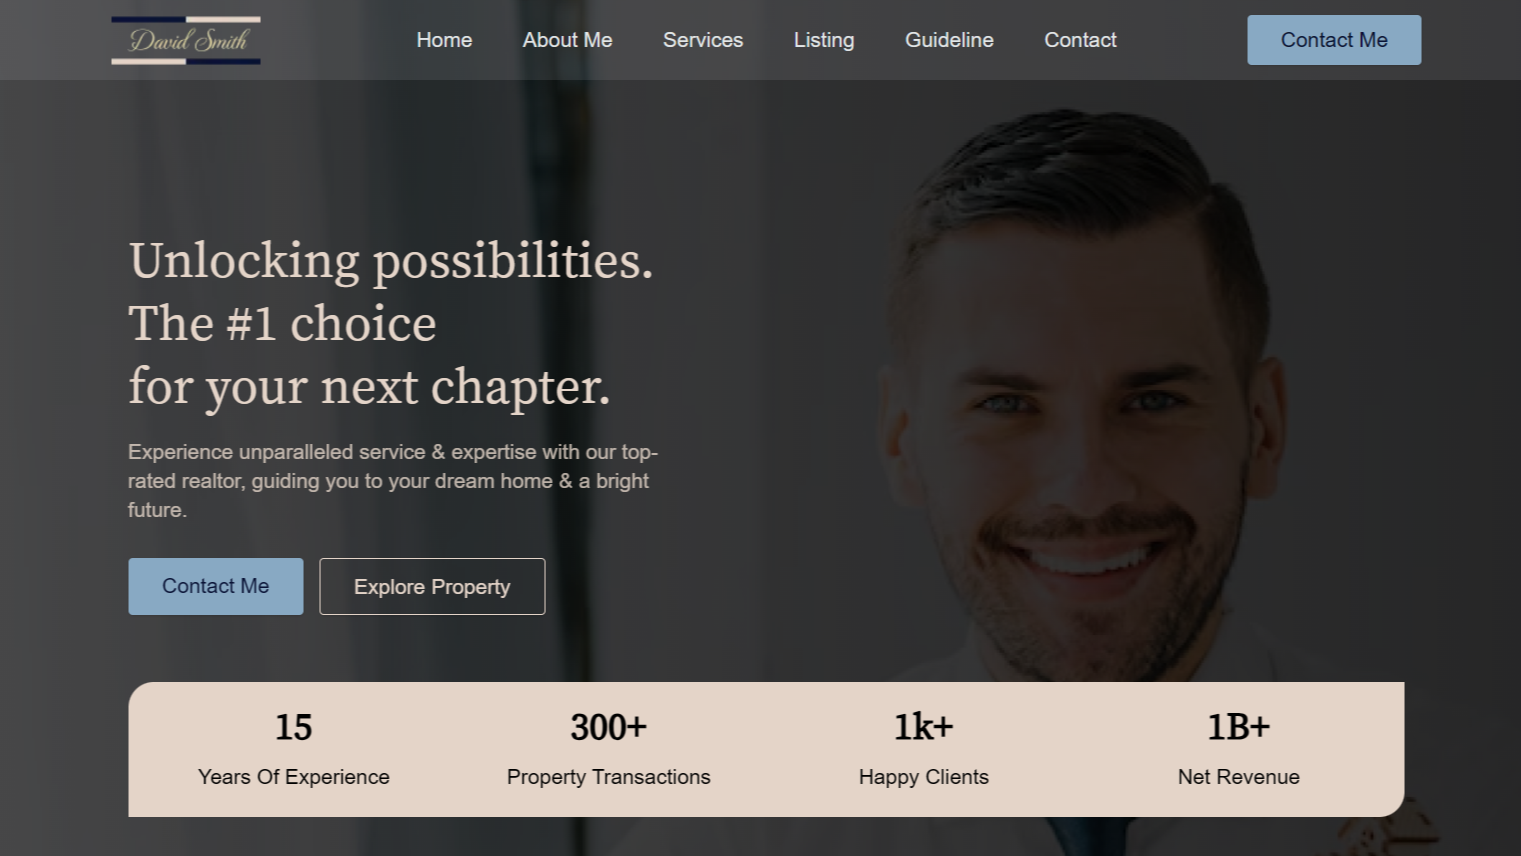 David Smith
Home
About Me
Services
Listing
Guideline
Contact
Contact Me
Unlocking possibilities.
The #1 choice
for your next chapter.
Experience unparalleled service & expertise with our top-
rated realtor, guiding you to your dream home & a bright
future.
Contact Me
Explore Property
15
Years Of Experience
300+
Property Transactions
1k+
Happy Clients
1B+
Net Revenue